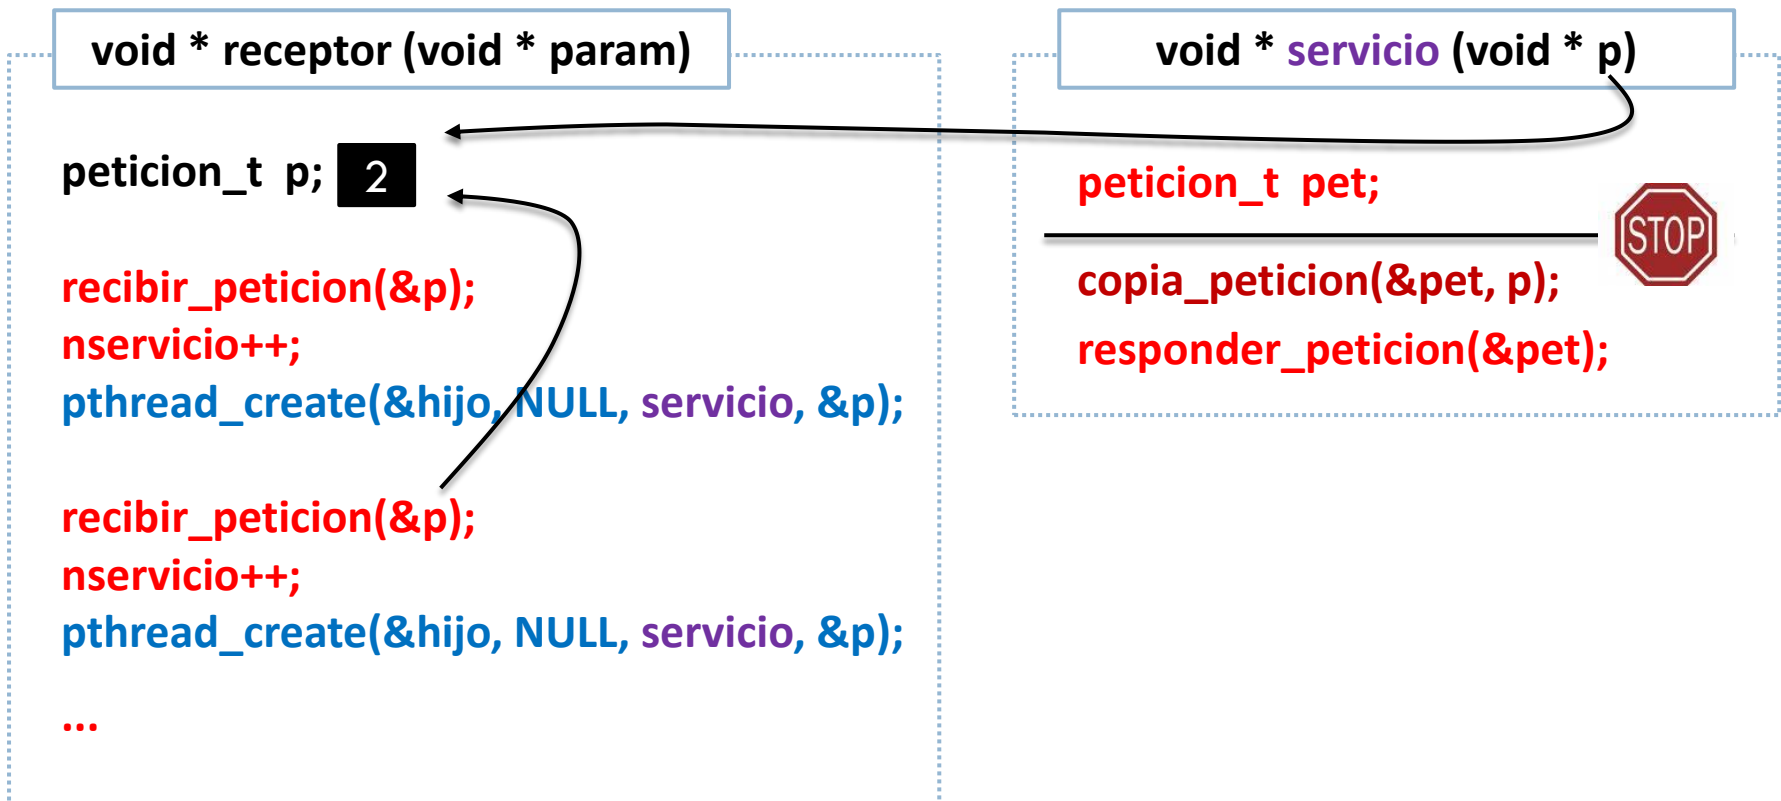 void * receptor (void * param)
peticion_t p; 2
recibir_peticion(&p);
nservicio++;
pthread_create(&hijo, NULL, servicio, &p);
recibir_peticion(&p);
nservicio++;
pthread_create(&hijo, NULL, servicio, &p);
...
void * servicio (void * p)
peticion_t pet;
STOP
copia_peticion(&pet, p);
responder_peticion(&pet);